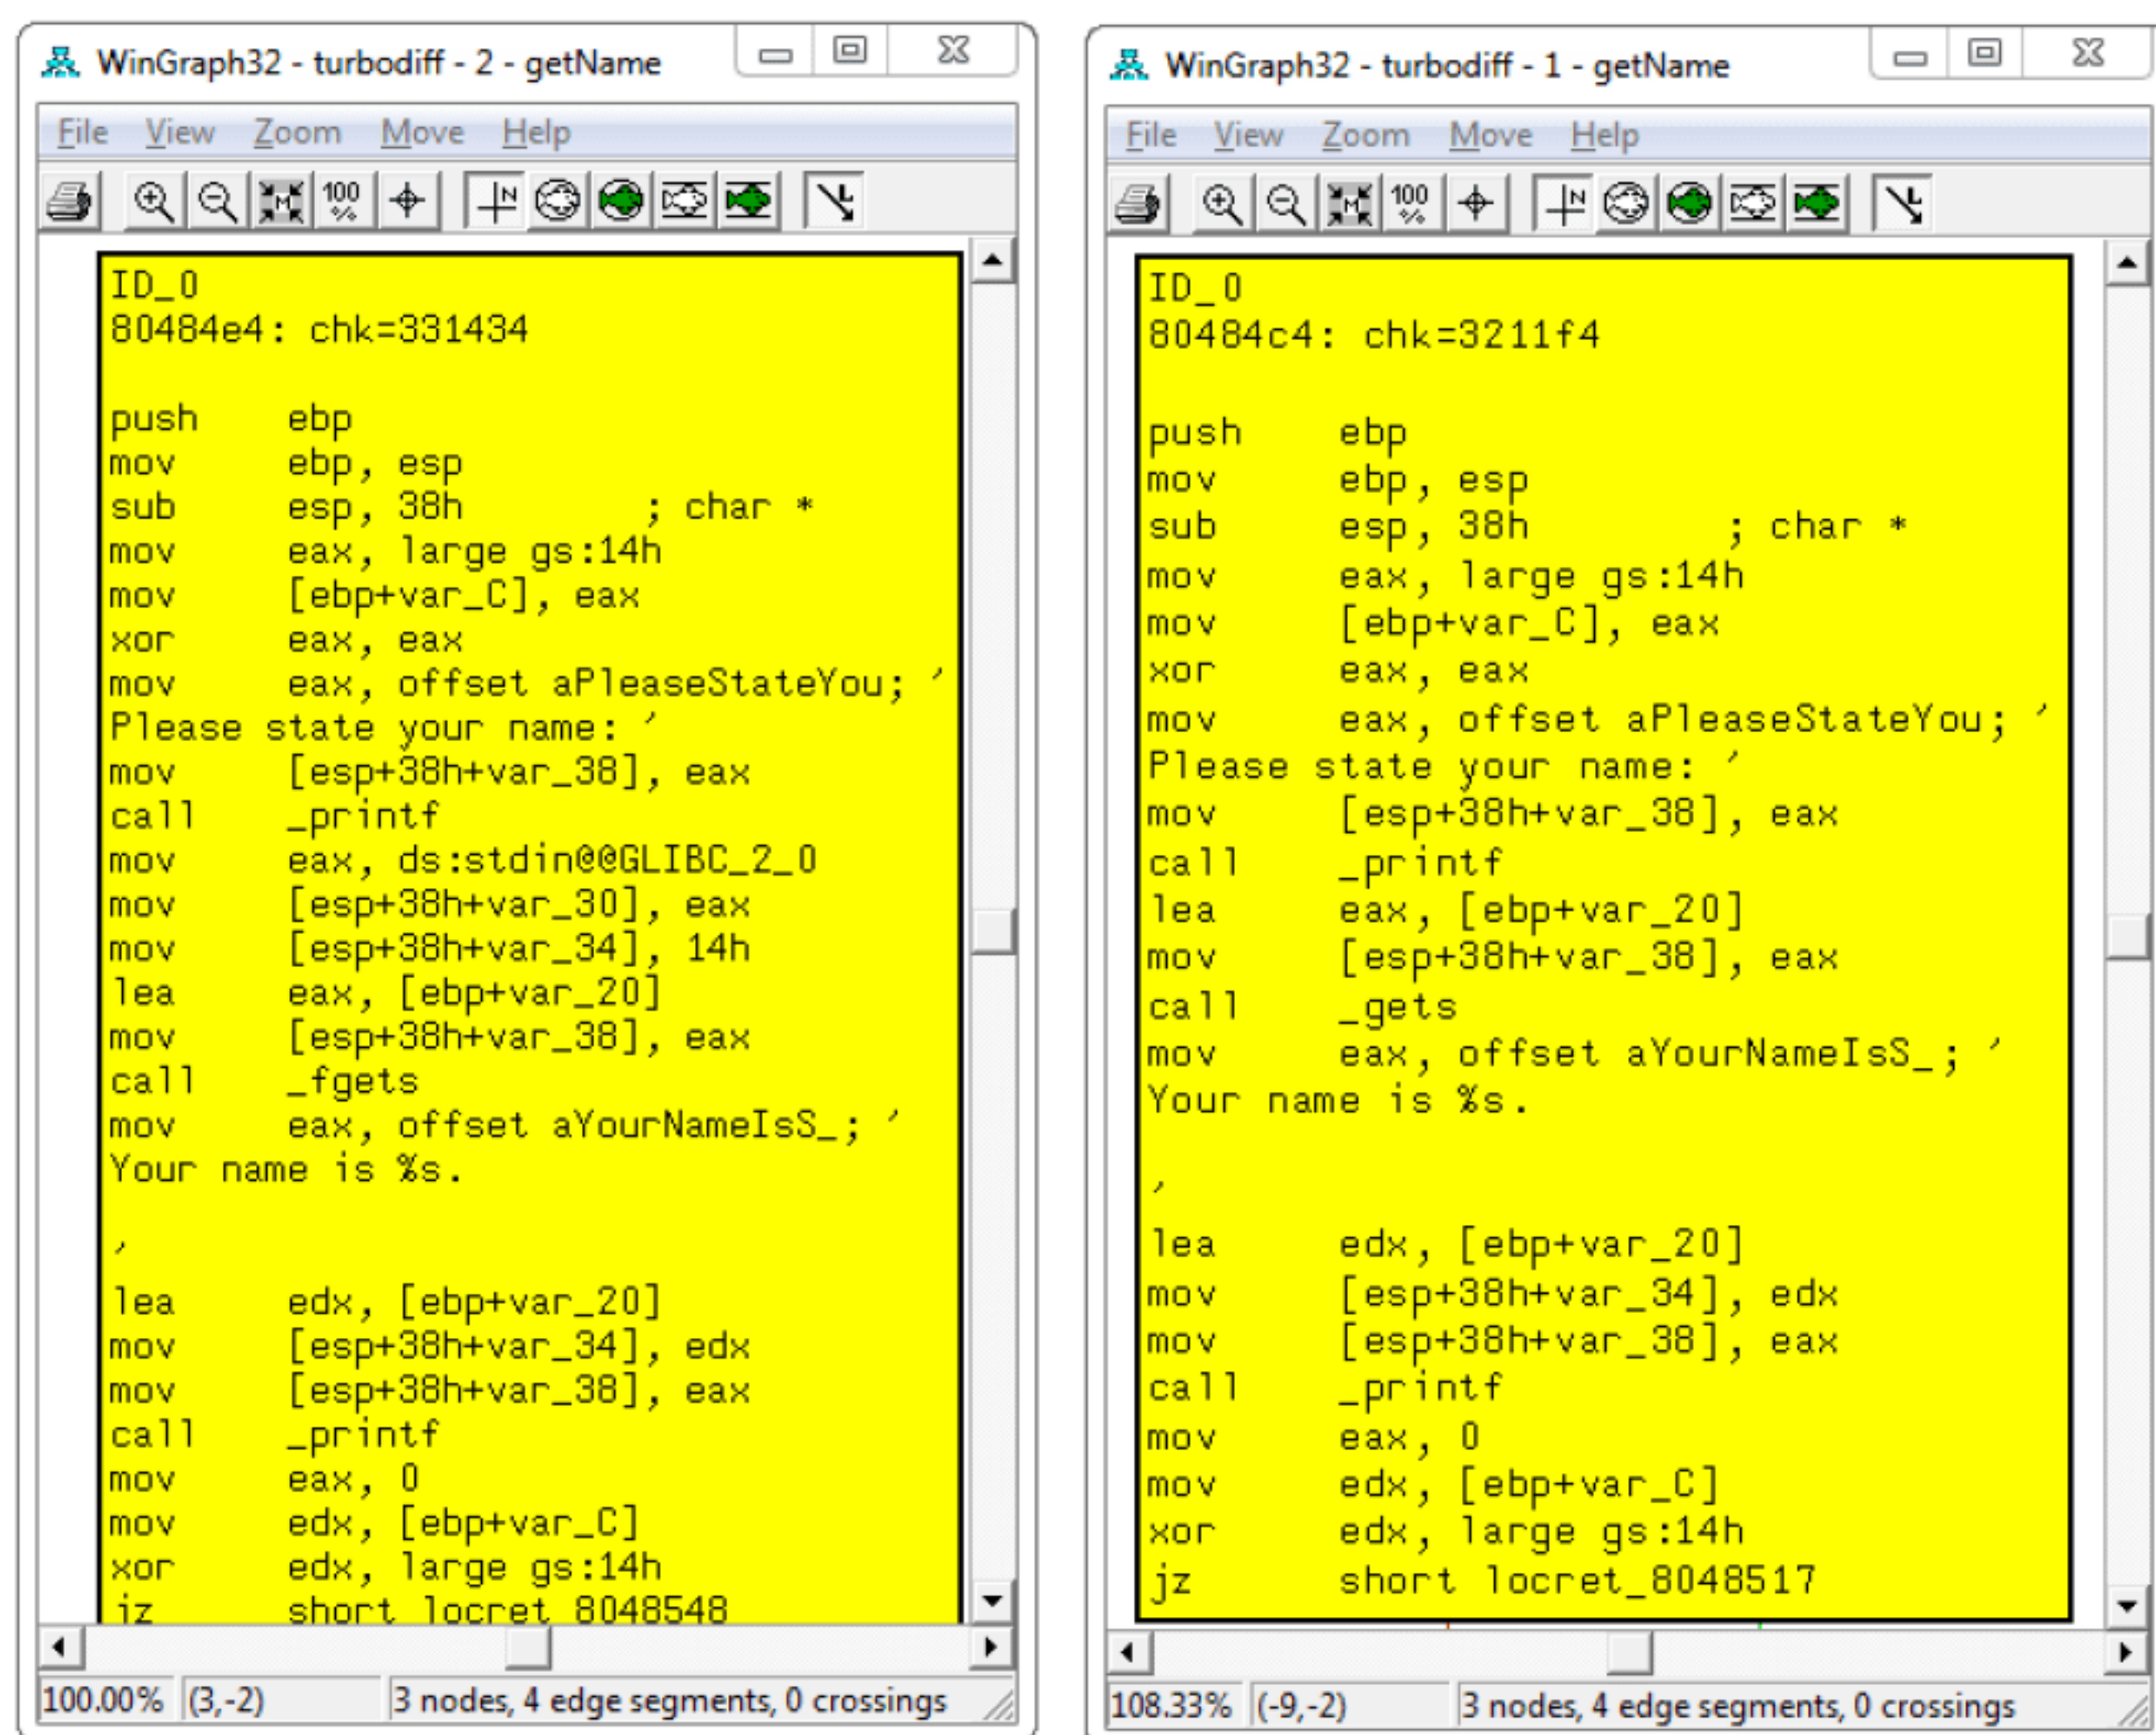 WinGraph32 - turbodiff - 2 - getName
File View Zoom Move Help
100 %
ID_0
80484e4: chk=331434
push ebp
mov ebp, esp
sub esp, 38h ; char *
mov eax, large gs:14h
mov [ebp+var_C], eax
xor eax, eax
mov eax, offset aPleaseStateYou; '
Please state your name: '
mov [esp+38h+var_38], eax
call _printf
mov eax, ds:stdin@@GLIBC_2_0
mov [esp+38h+var_30], eax
mov [esp+38h+var_34], 14h
lea eax, [ebp+var_20]
mov [esp+38h+var_38], eax
call _fgets
mov eax, offset aYourNameIsS_; '
Your name is %s.
'
lea edx, [ebp+var_20]
mov [esp+38h+var_34], edx
mov [esp+38h+var_38], eax
call _printf
mov eax, 0
mov edx, [ebp+var_C]
xor edx, large gs:14h
jz short locret_8048548
100.00% (3,-2) 3 nodes, 4 edge segments, 0 crossings
WinGraph32 - turbodiff - 1 - getName
File View Zoom Move Help
100 %
ID_0
80484c4: chk=3211f4
push ebp
mov ebp, esp
sub esp, 38h ; char *
mov eax, large gs:14h
mov [ebp+var_C], eax
xor eax, eax
mov eax, offset aPleaseStateYou; '
Please state your name: '
mov [esp+38h+var_38], eax
call _printf
lea eax, [ebp+var_20]
mov [esp+38h+var_38], eax
call _gets
mov eax, offset aYourNameIsS_; '
Your name is %s.
'
lea edx, [ebp+var_20]
mov [esp+38h+var_34], edx
mov [esp+38h+var_38], eax
call _printf
mov eax, 0
mov edx, [ebp+var_C]
xor edx, large gs:14h
jz short locret_8048517
108.33% (-9,-2) 3 nodes, 4 edge segments, 0 crossings